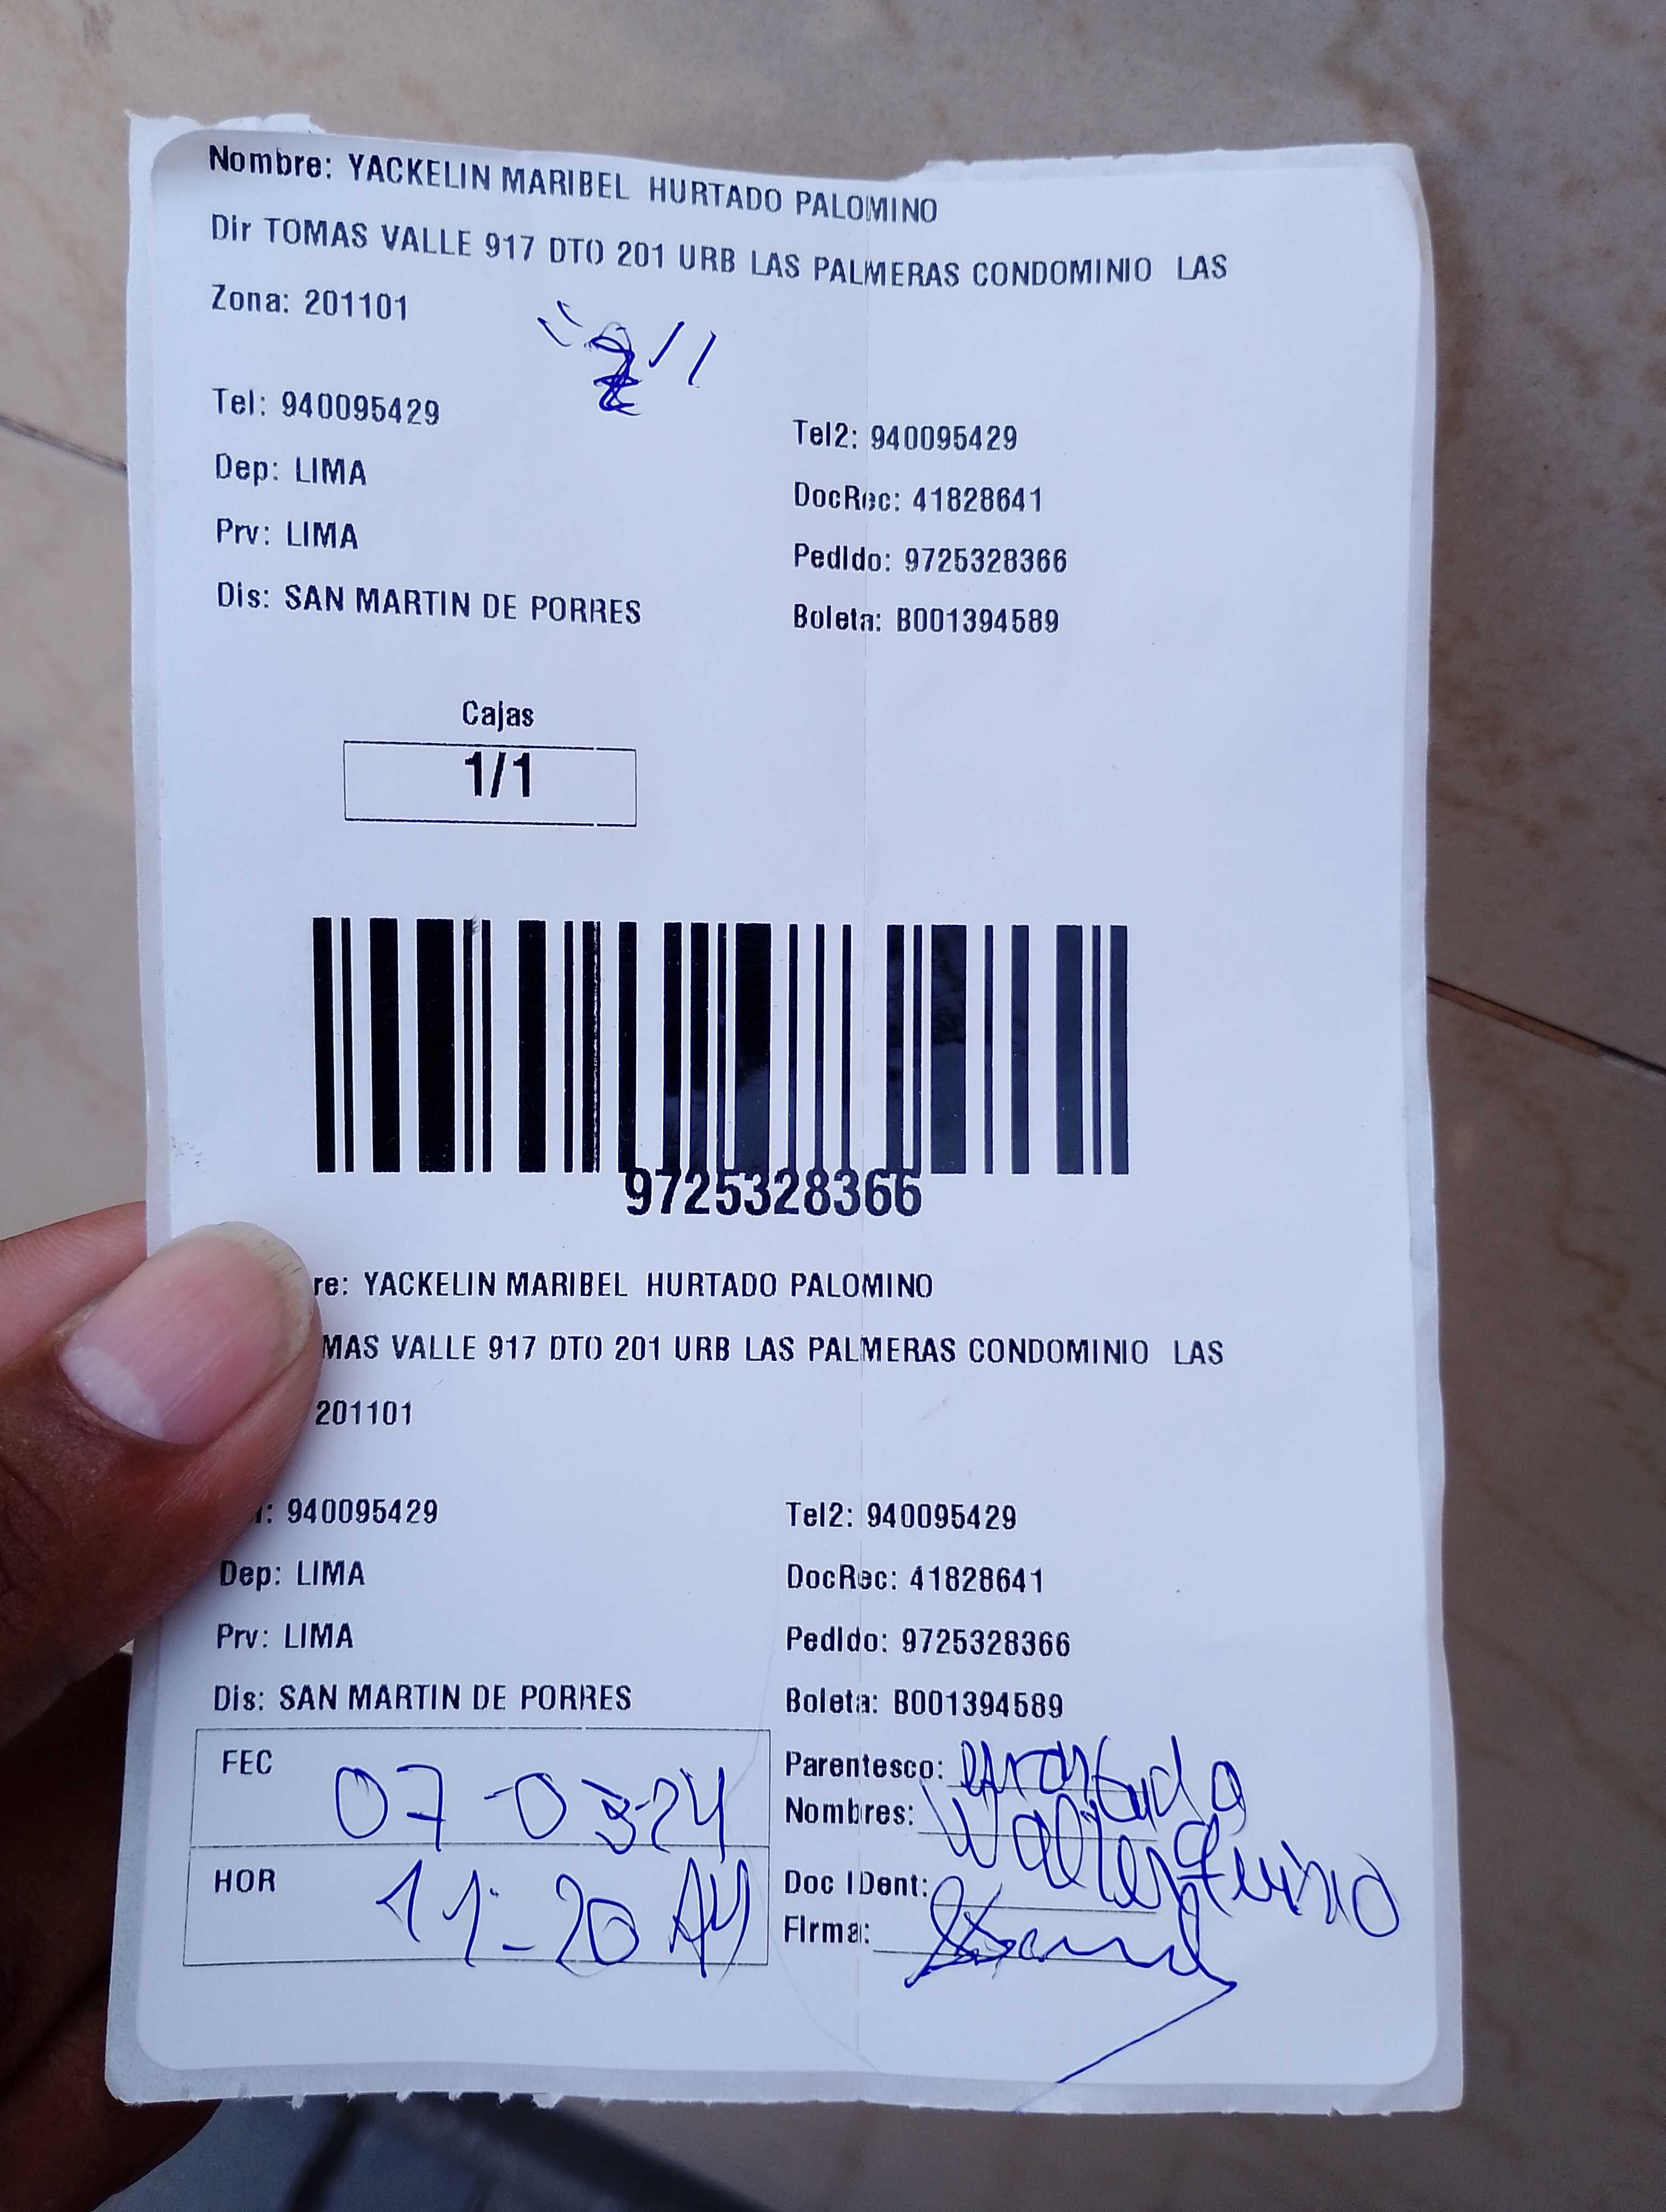 Nombre: YACKELIN MARIBEL HURTADO PALOMINO
Dir TOMAS VALLE 917 DTO 201 URB LAS PALMERAS CONDOMINIO LAS
Zona: 201101
Tel: 940095429
Tel2: 940095429
Dep: LIMA
DocRec: 41828641
Prv: LIMA
Pedido: 9725328366
Dis: SAN MARTIN DE PORRES
Boleta: B001394589
Cajas
1/1
9725328366
re: YACKELIN MARIBEL HURTADO PALOMINO
MAS VALLE 917 DTO 201 URB LAS PALMERAS CONDOMINIO LAS
201101
: 940095429
Tel2: 940095429
Dep: LIMA
DocRec: 41828641
Prv: LIMA
Pedido: 9725328366
Dis: SAN MARTIN DE PORRES
Boleta: B001394589
FEC 07-03-24
Parentesco:
Nombres: Walter
HOR 11-20 AM
Doc IDent:
Firma: